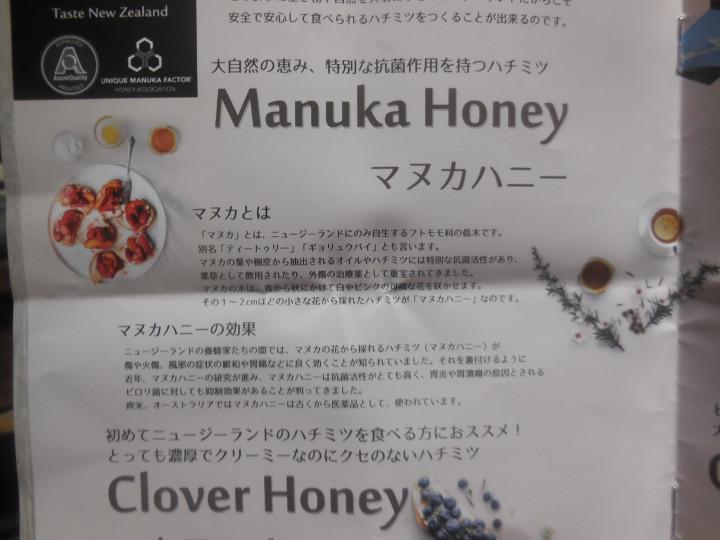 Taste New Zealand
AsureQuality
UNIQUE MANUKA FACTOR
HONEY ASSOCIATION
安全で安心して食べられるハチミツをつくることが出来るのです。
大自然の恵み、特別な抗菌作用を持つハチミツ
Manuka Honey
マヌカハニー
マヌカとは
「マヌカ」とは、ニュージーランドにのみ自生するフトモモ科の低木です。
別名「ティートゥリー」「ギョリュウバイ」とも言います。
マヌカの葉や樹皮から抽出されるオイルやハチミツには特別な抗菌活性があり、
薬草として飲用されたり、外傷の治療薬として重宝されてきました。
マヌカの木は、春から秋にかけて白やピンクの可憐な花を咲かせます。
その１～２cmほどの小さな花から採れたハチミツが「マヌカハニー」なのです。
マヌカハニーの効果
ニュージーランドの養蜂家たちの間では、マヌカの花から採れるハチミツ（マヌカハニー）が
傷や火傷、風邪の症状の緩和や胃痛などに良く効くことが知られていました。それを裏付けるように
近年、マヌカハニーの研究が進み、マヌカハニーは抗菌活性がとても高く、胃炎や胃潰瘍の原因とされる
ピロリ菌に対しても抑制効果があることが判ってきました。
欧米、オーストラリアではマヌカハニーは古くから医薬品として、使われています。
初めてニュージーランドのハチミツを食べる方におススメ！
とっても濃厚でクリーミーなのにクセのないハチミツ
Clover Honey